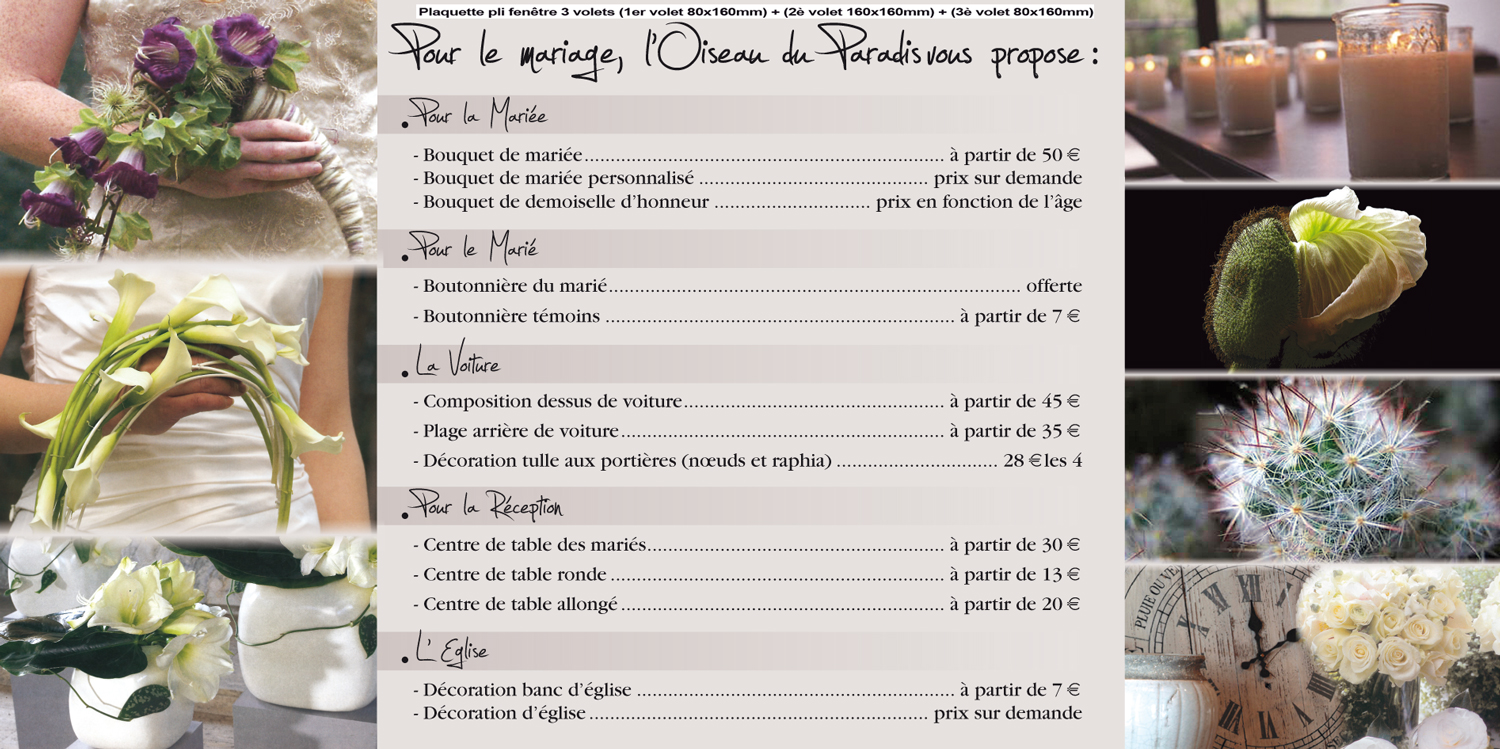 Plaquette pli fenêtre 3 volets (1er volet 80x160mm) + (2è volet 160x160mm) + (3è volet 80x160mm)
Pour le mariage, l'Oiseau du Paradis vous propose :
• Pour la Mariée
- Bouquet de mariée.......................................................... à partir de 50 €
- Bouquet de mariée personnalisé ..................................... prix sur demande
- Bouquet de demoiselle d'honneur ......................... prix en fonction de l'âge
• Pour le Marié
- Boutonnière du marié................................................................... offerte
- Boutonnière témoins ......................................................... à partir de 7 €
• La Voiture
- Composition dessus de voiture.......................................... à partir de 45 €
- Plage arrière de voiture.................................................... à partir de 35 €
- Décoration tulle aux portières (nœuds et raphia) .......................... 28 €les 4
• Pour la Réception
- Centre de table des mariés................................................ à partir de 30 €
- Centre de table ronde ...................................................... à partir de 13 €
- Centre de table allongé .................................................... à partir de 20 €
• L' Eglise
- Décoration banc d'église ................................................... à partir de 7 €
- Décoration d'église....................................................... prix sur demande
PLUIE OU VE
XII